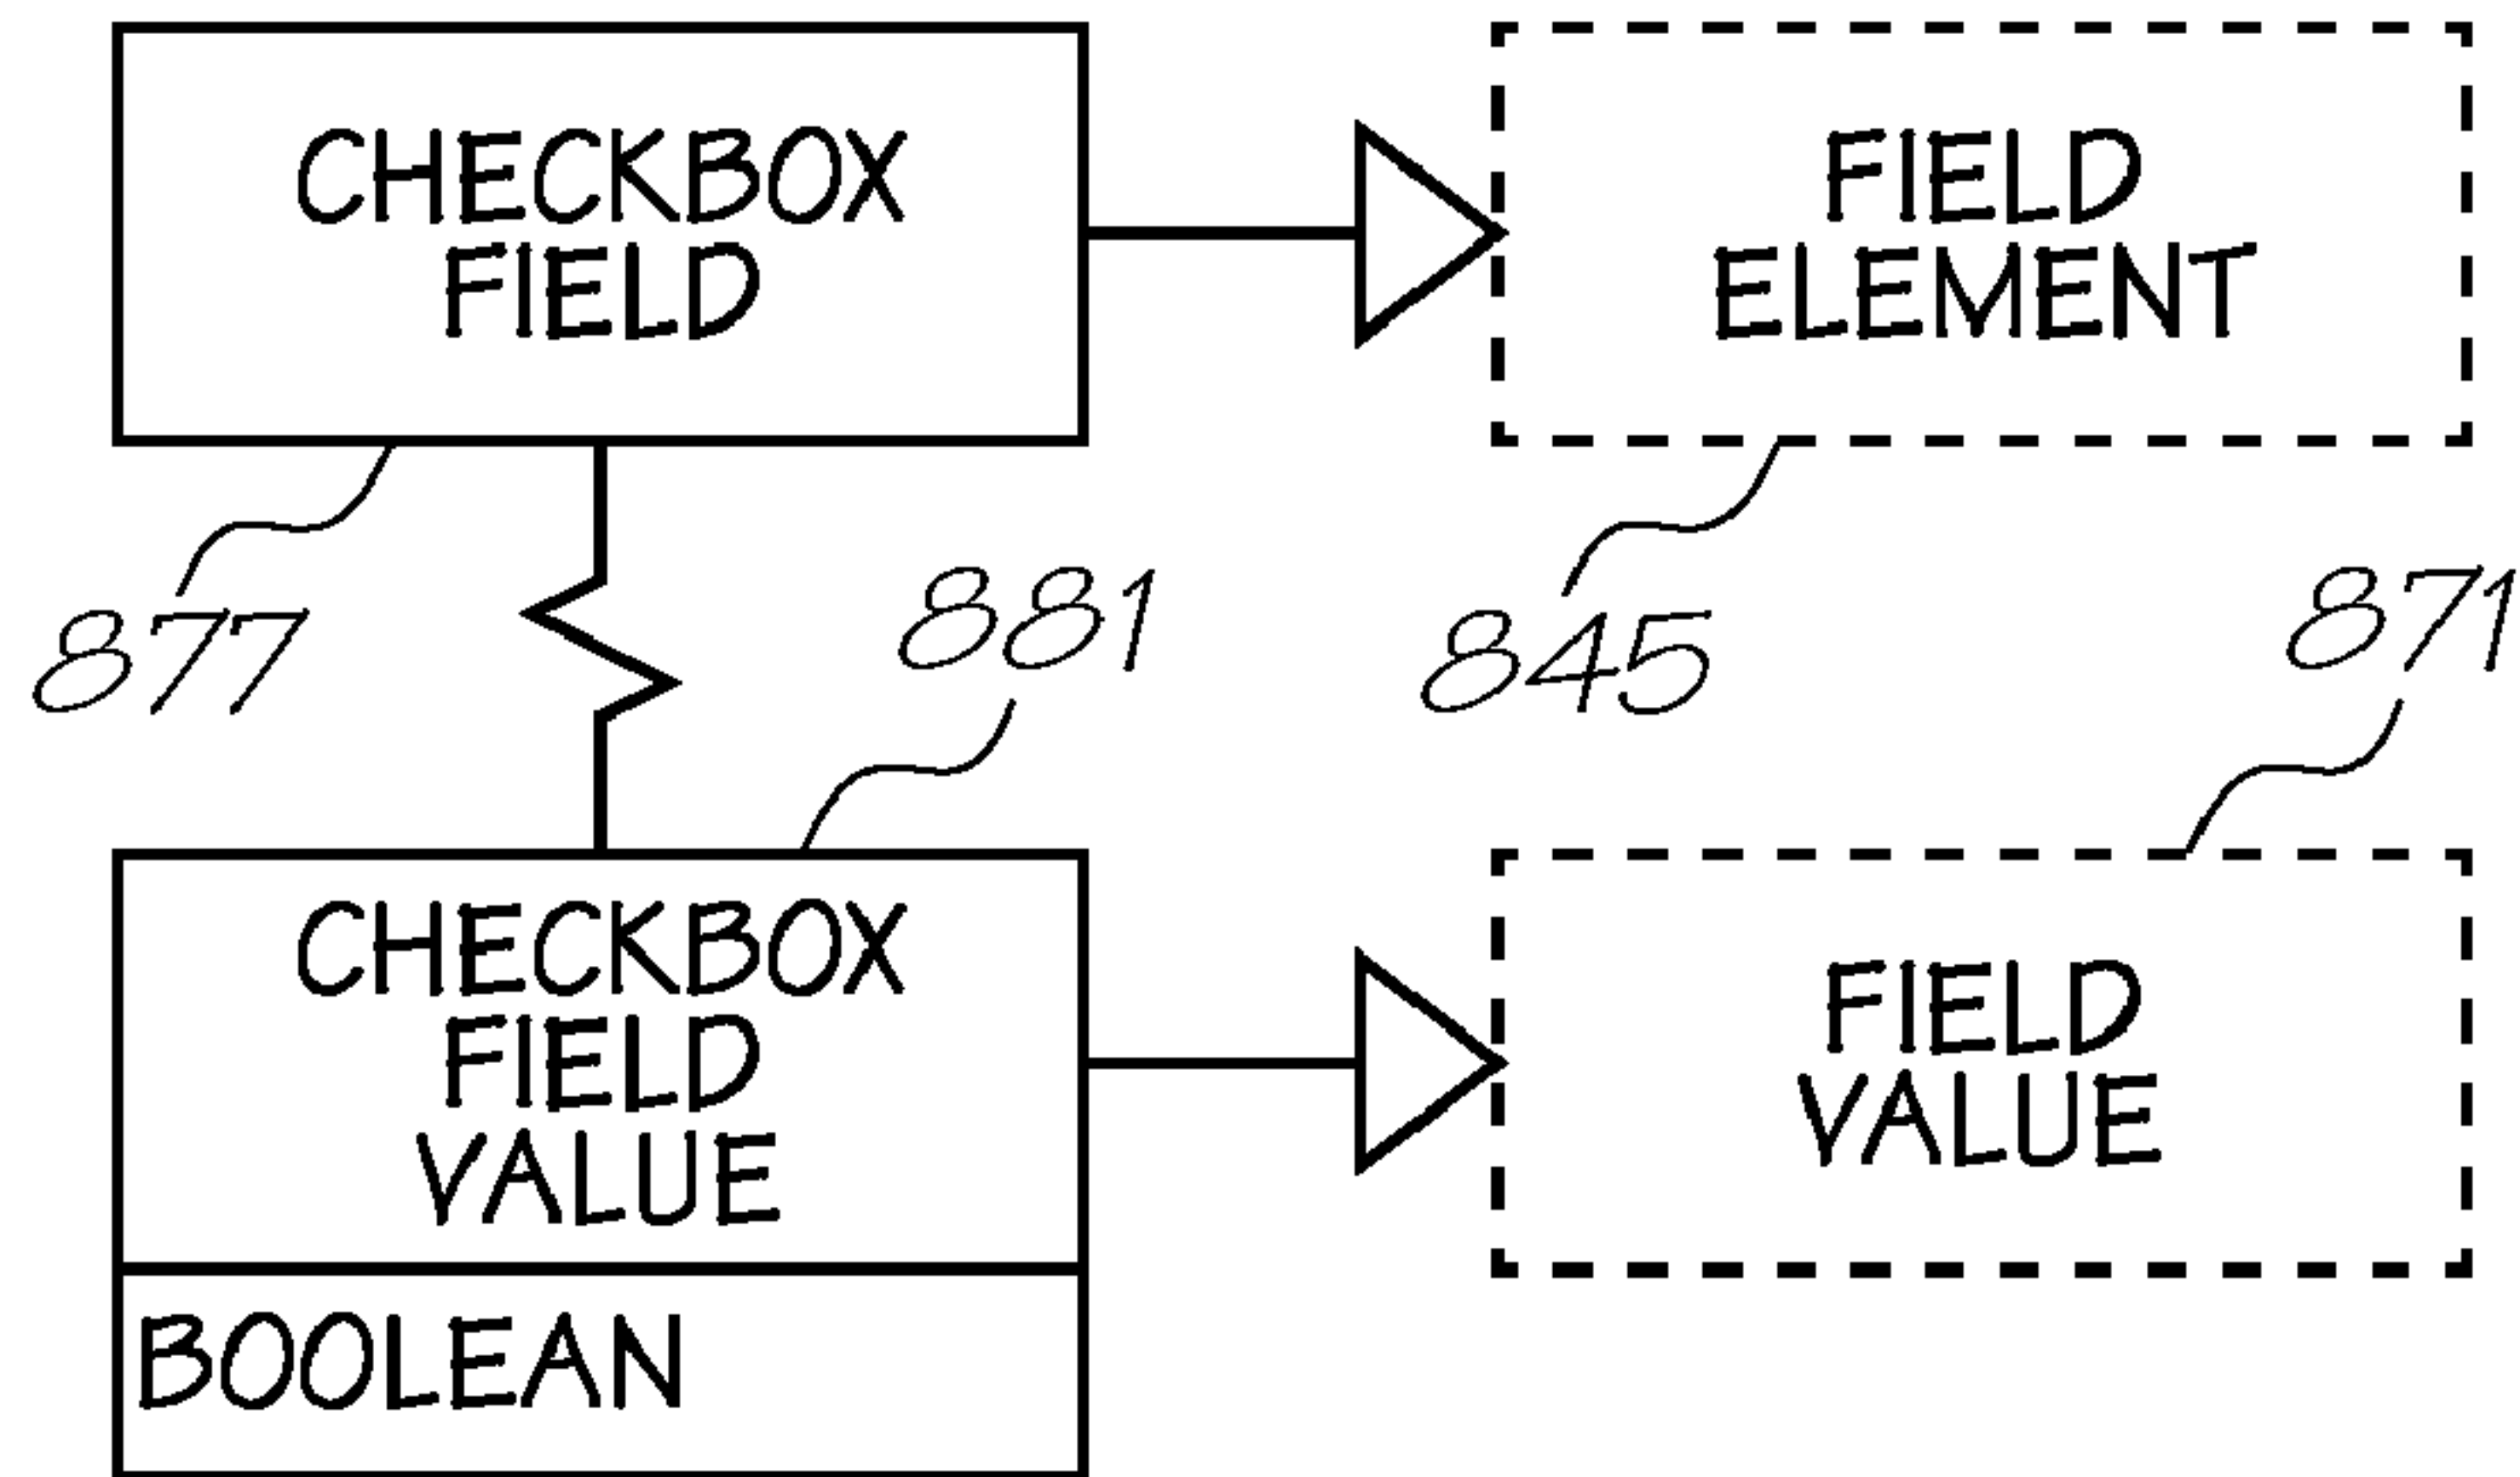 CHECKBOX
FIELD
FIELD
ELEMENT
877
881
845
871
CHECKBOX
FIELD
VALUE
FIELD
VALUE
BOOLEAN